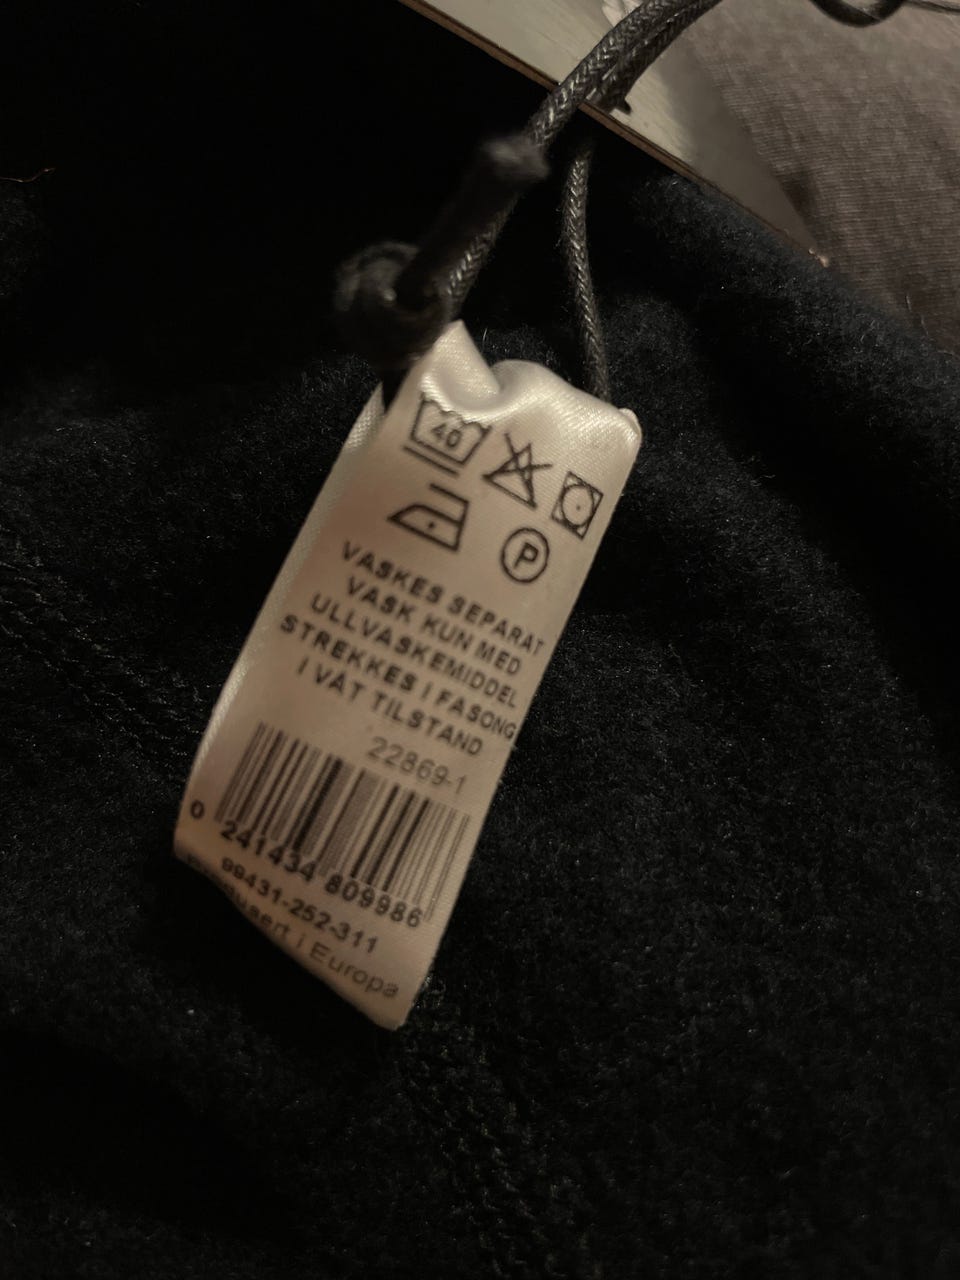 40
P
VASKES SEPARAT
VASK KUN MED
ULLVASKEMIDDEL
STREKKES I FASONG
I VÅT TILSTAND
22869-1
0 241434 809986
99431-252-311
Produsert i Europa